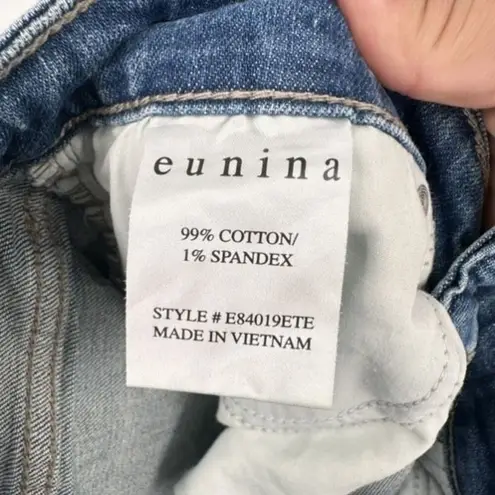 eunina
99% COTTON/
1% SPANDEX
STYLE # E84019ETE
MADE IN VIETNAM